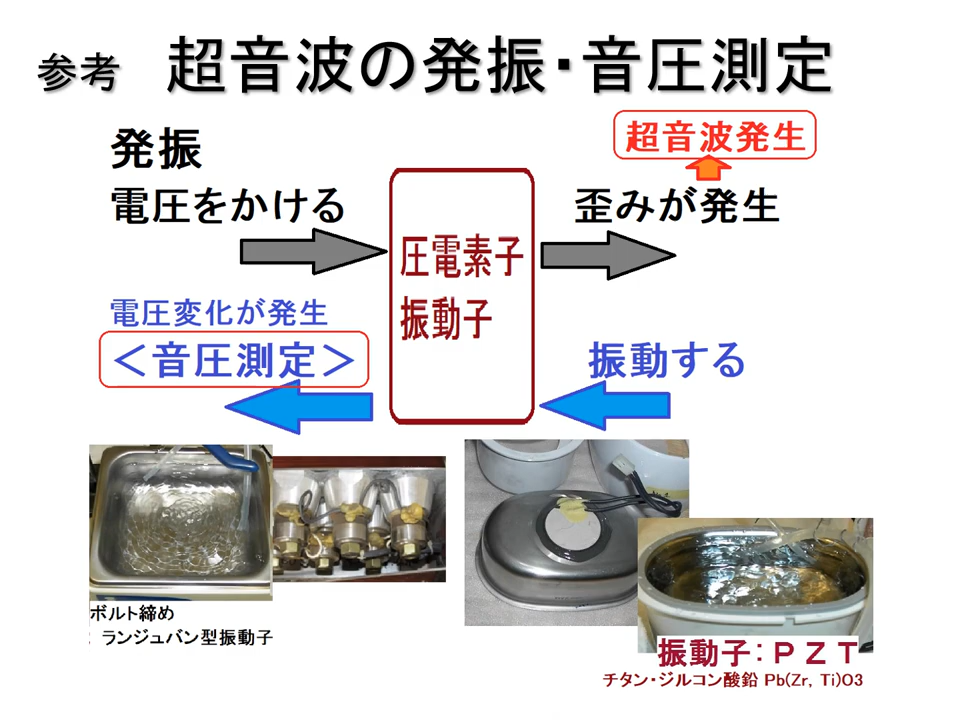 参考 超音波の発振・音圧測定
超音波発生
発振
電圧をかける
歪みが発生
圧電素子
振動子
電圧変化が発生
＜音圧測定＞
振動する
ボルト締め
: ランジュバン型振動子
振動子：ＰＺＴ
チタン・ジルコン酸鉛 Pb(Zr, Ti)O3